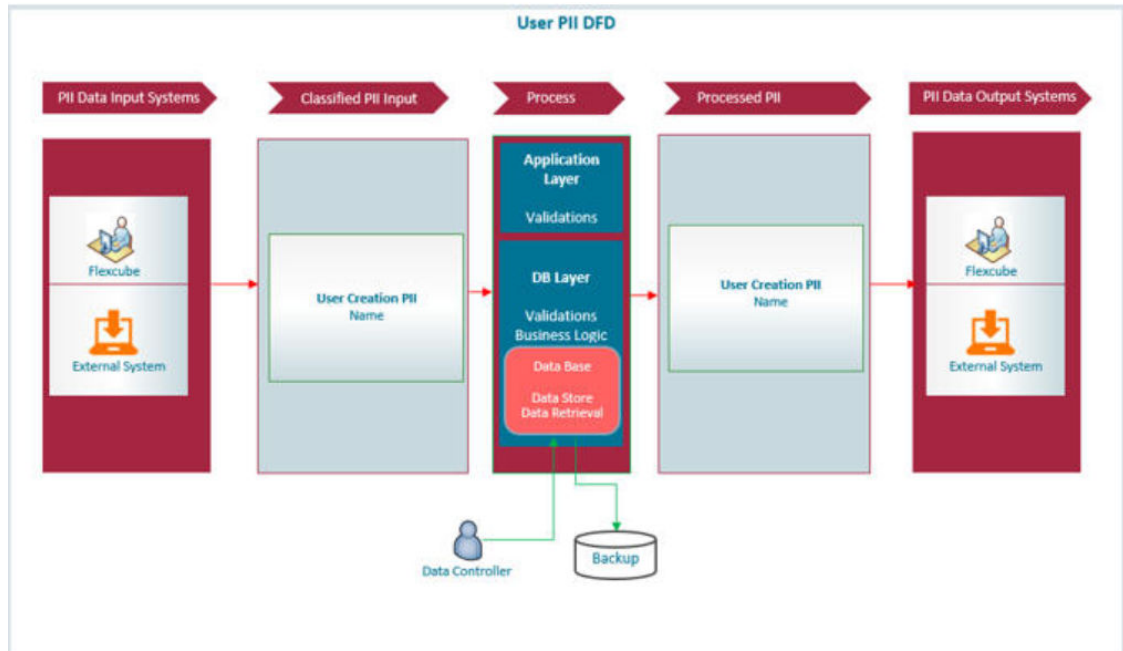 User PII DFD
PII Data Input Systems
Classified PII Input
Process
Processed PII
PII Data Output Systems
Flexcube
External System
User Creation PII
Name
Application
Layer
Validations
DB Layer
Validations
Business Logic
Data Base
Data Store
Data Retrieval
User Creation PII
Name
Flexcube
External System
Data Controller
Backup